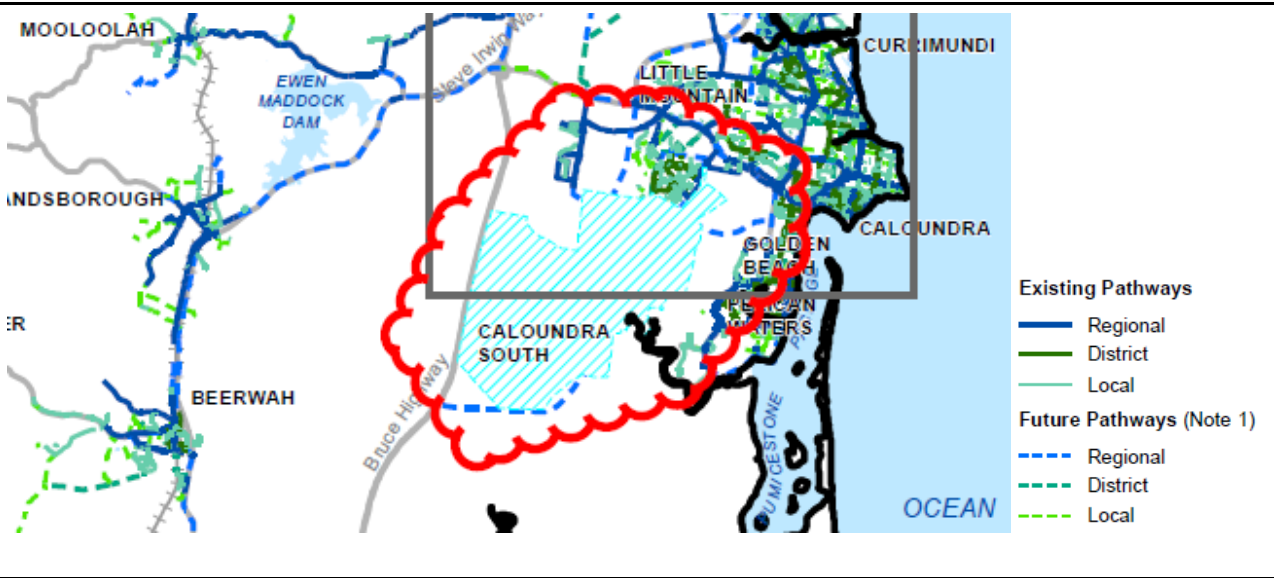 MOOLOOLAH
CURRIMUNDI
Steve Irwin Way
LITTLE
MOUNTAIN
EWEN
MADDOCK
DAM
ANDSBOROUGH
CALOUNDRA
GOLDEN
BEACH
PELICAN
WATERS
Existing Pathways
Regional
District
Local
ER
CALOUNDRA
SOUTH
BEERWAH
Bruce Highway
Future Pathways (Note 1)
Regional
District
Local
PUMICESTONE
OCEAN